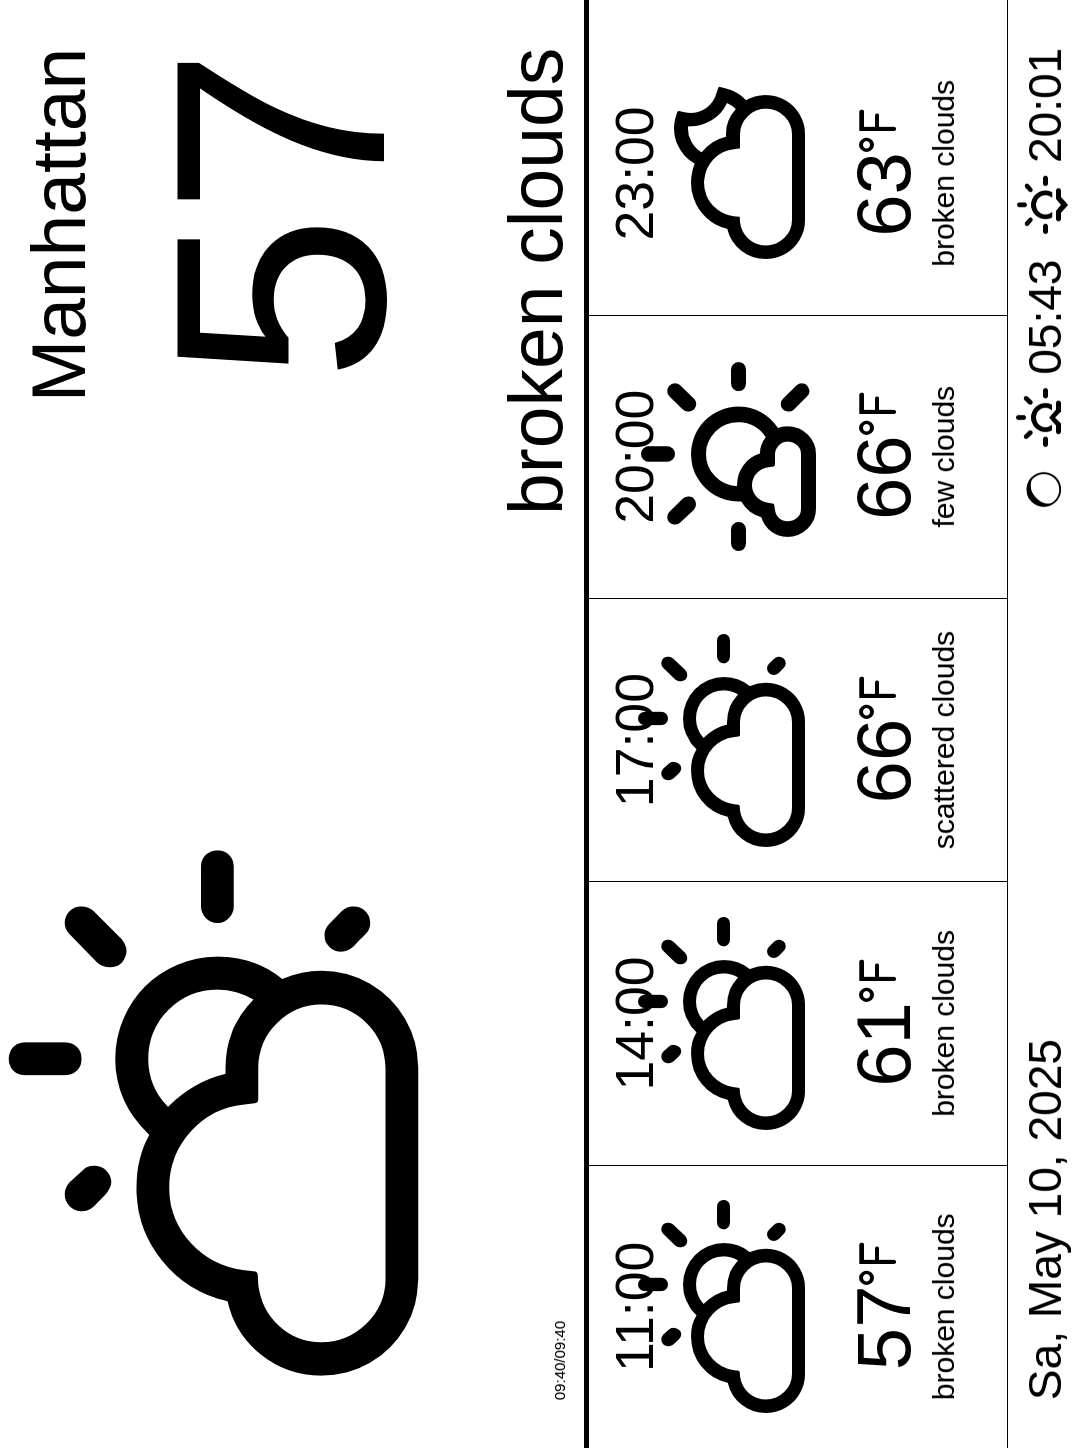 Manhattan
57
broken clouds
09:40/09:40
11:00
57°F
broken clouds
14:00
61°F
broken clouds
17:00
66°F
scattered clouds
20:00
66°F
few clouds
23:00
63°F
broken clouds
Sa, May 10, 2025
05:43
20:01